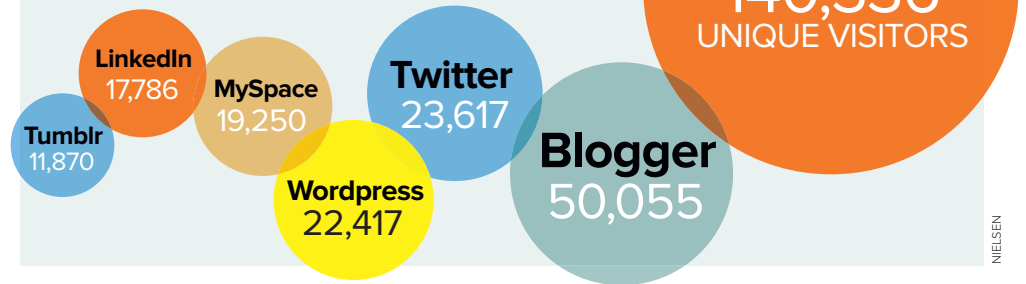 UNIQUE VISITORS
LinkedIn
17,786
MySpace
19,250
Twitter
23,617
Tumblr
11,870
Blogger
50,055
Wordpress
22,417
NIELSEN